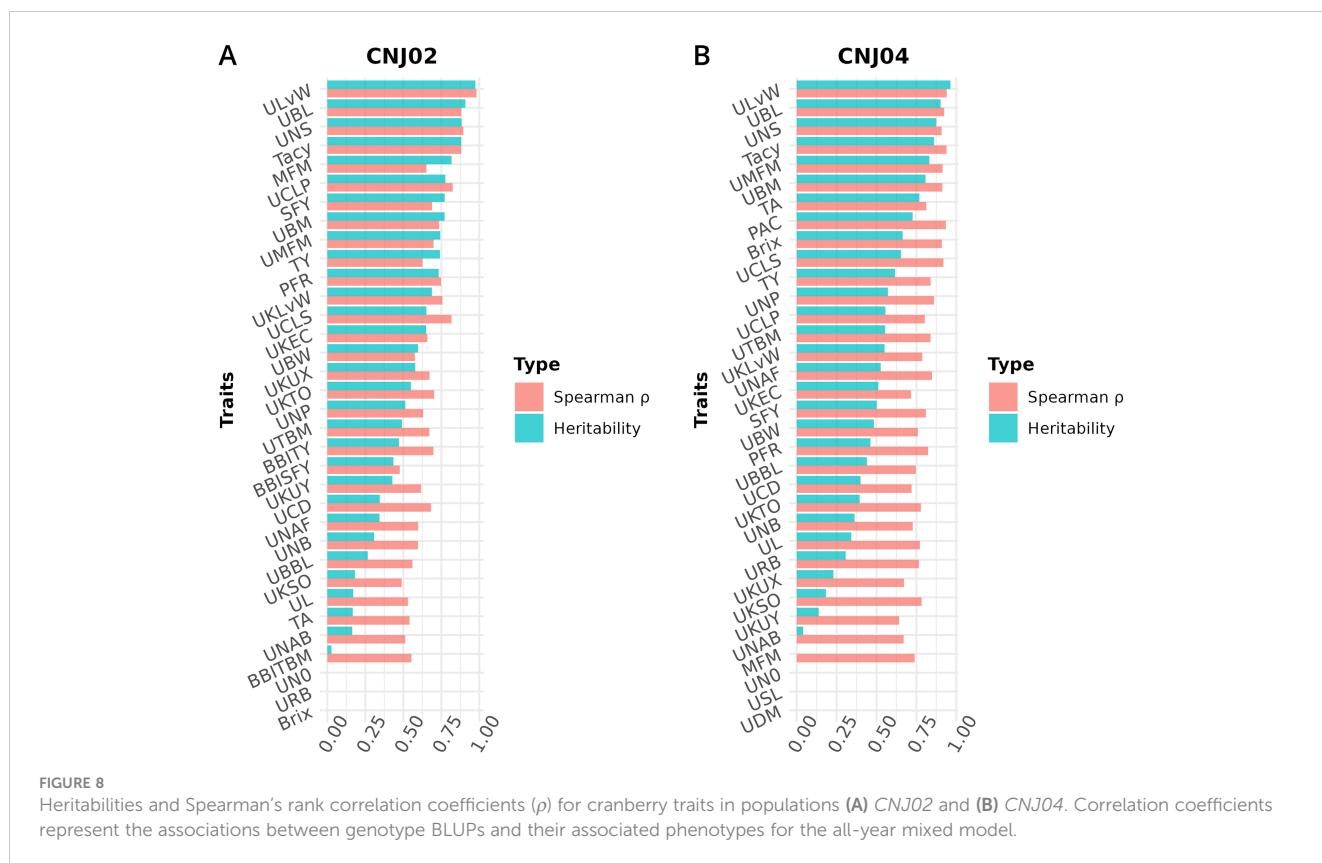 A
CNJ02
ULvW
UBL
UNS
Tacy
MFM
UCLP
SFY
UBM
UMFM
TY
PFR
UKLvW
UCLS
UKEC
UBW
UKUX
UKTO
UNP
UTBM
BBITY
BBISFY
UKUY
UCD
UNAF
UNB
UBBL
UKSO
UL
TA
UNAB
BBITBM
UN0
URB
Brix
Traits
0.00
0.25
0.50
0.75
1.00
Type
Spearman ρ
Heritability
B
CNJ04
ULvW
UBL
UNS
Tacy
UMFM
UBM
TA
PAC
Brix
UCLS
TY
UNP
UCLP
UTBM
UKLvW
UNAF
UKEC
SFY
UBW
PFR
UBBL
UCD
UKTO
UNB
UL
URB
UKUX
UKSO
UKUY
UNAB
MFM
UN0
USL
UDM
Traits
0.00
0.25
0.50
0.75
1.00
Type
Spearman ρ
Heritability
FIGURE 8
Heritabilities and Spearman's rank correlation coefficients (ρ) for cranberry traits in populations (A) CNJ02 and (B) CNJ04. Correlation coefficients
represent the associations between genotype BLUPs and their associated phenotypes for the all-year mixed model.